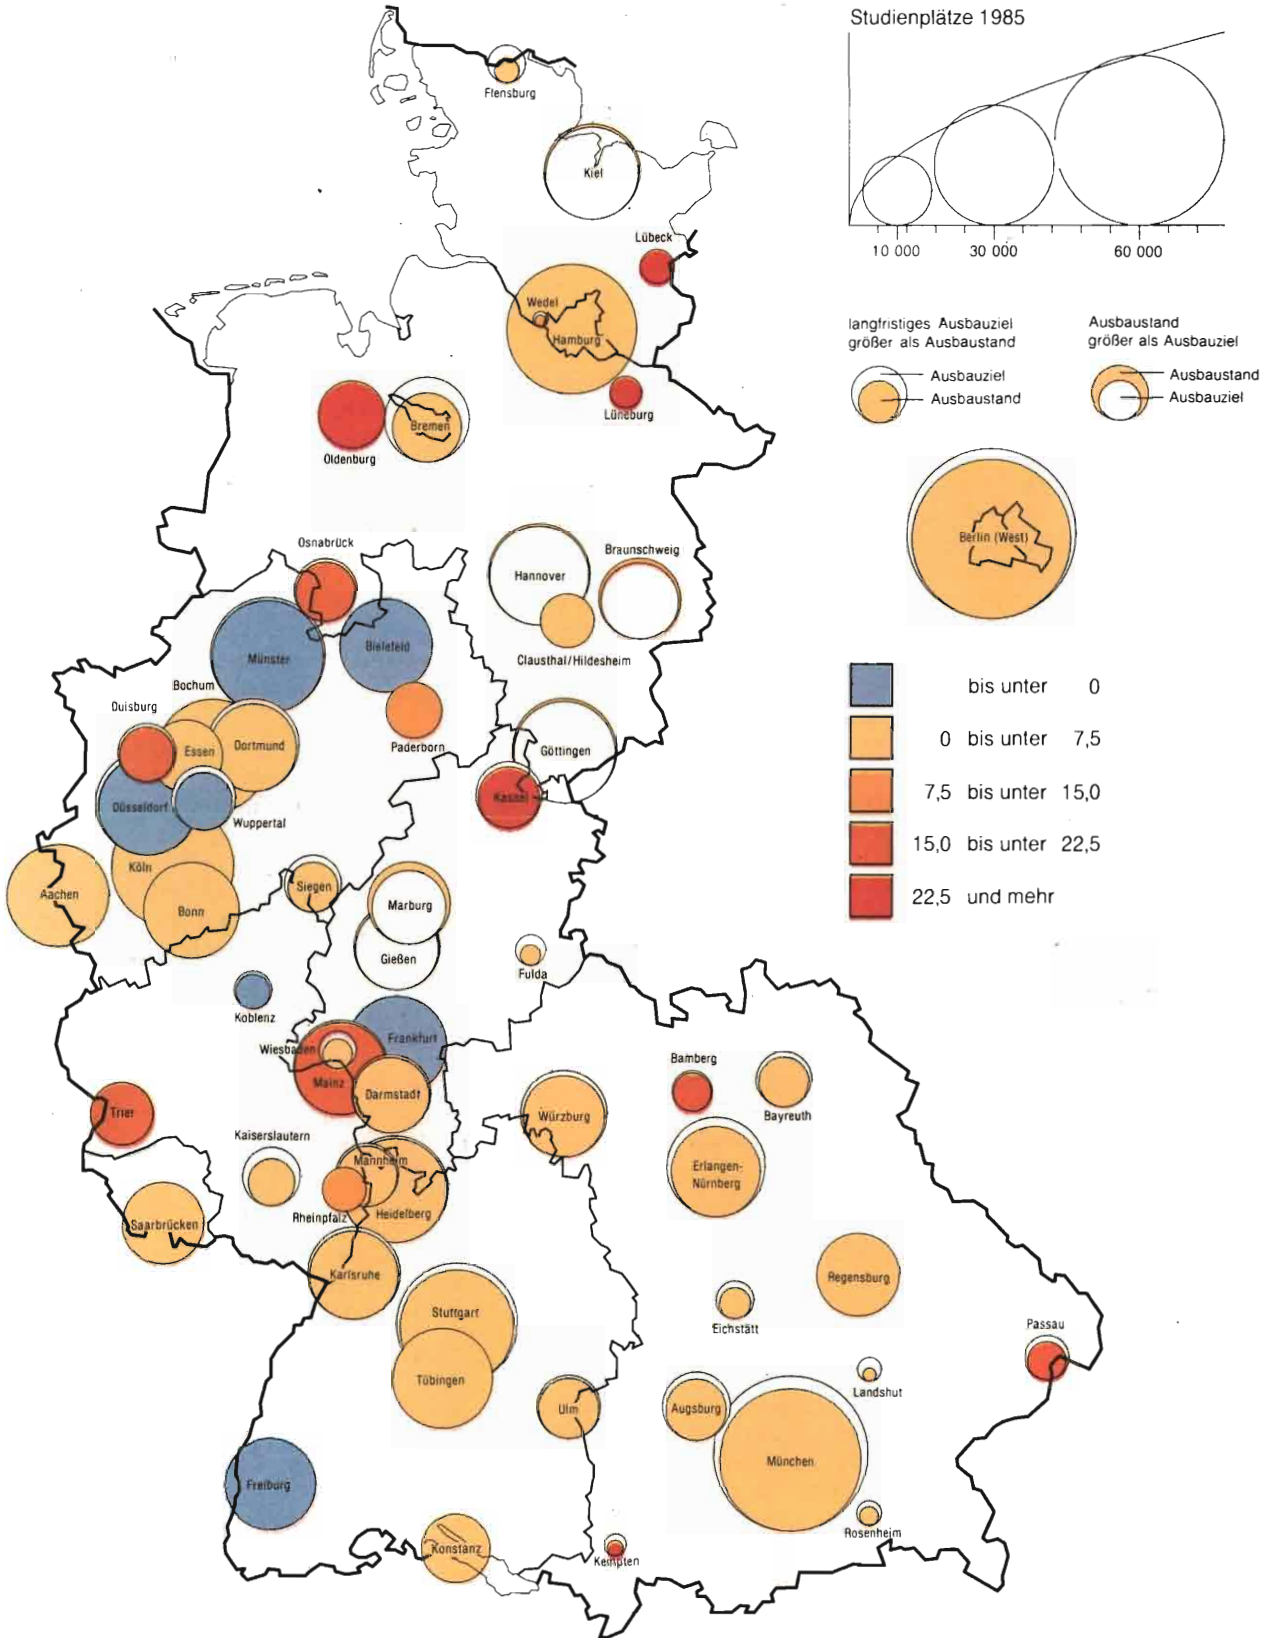 Studienplätze 1985
10 000
30 000
60 000
langfristiges Ausbauziel
größer als Ausbaustand
Ausbauziel
Ausbaustand
Ausbaustand
größer als Ausbauziel
Ausbaustand
Ausbauziel
Flensburg
Kiel
Lübeck
Wedel
Hamburg
Lüneburg
Oldenburg
Bremen
Berlin (West)
Osnabrück
Hannover
Braunschweig
Clausthal/Hildesheim
Münster
Bielefeld
Bochum
Duisburg
Essen
Dortmund
Paderborn
Göttingen
Düsseldorf
Wuppertal
Kassel
Köln
Aachen
Bonn
Siegen
Marburg
Gießen
Fulda
Koblenz
Frankfurt
Wiesbaden
Mainz
Darmstadt
Trier
Kaiserslautern
Mannheim
Rheinpfalz
Heidelberg
Saarbrücken
Karlsruhe
Würzburg
Bamberg
Bayreuth
Erlangen-
Nürnberg
Regensburg
Eichstätt
Stuttgart
Tübingen
Passau
Landshut
Ulm
Augsburg
München
Freiburg
Konstanz
Kempten
Rosenheim
bis unter 0
0 bis unter 7,5
7,5 bis unter 15,0
15,0 bis unter 22,5
22,5 und mehr